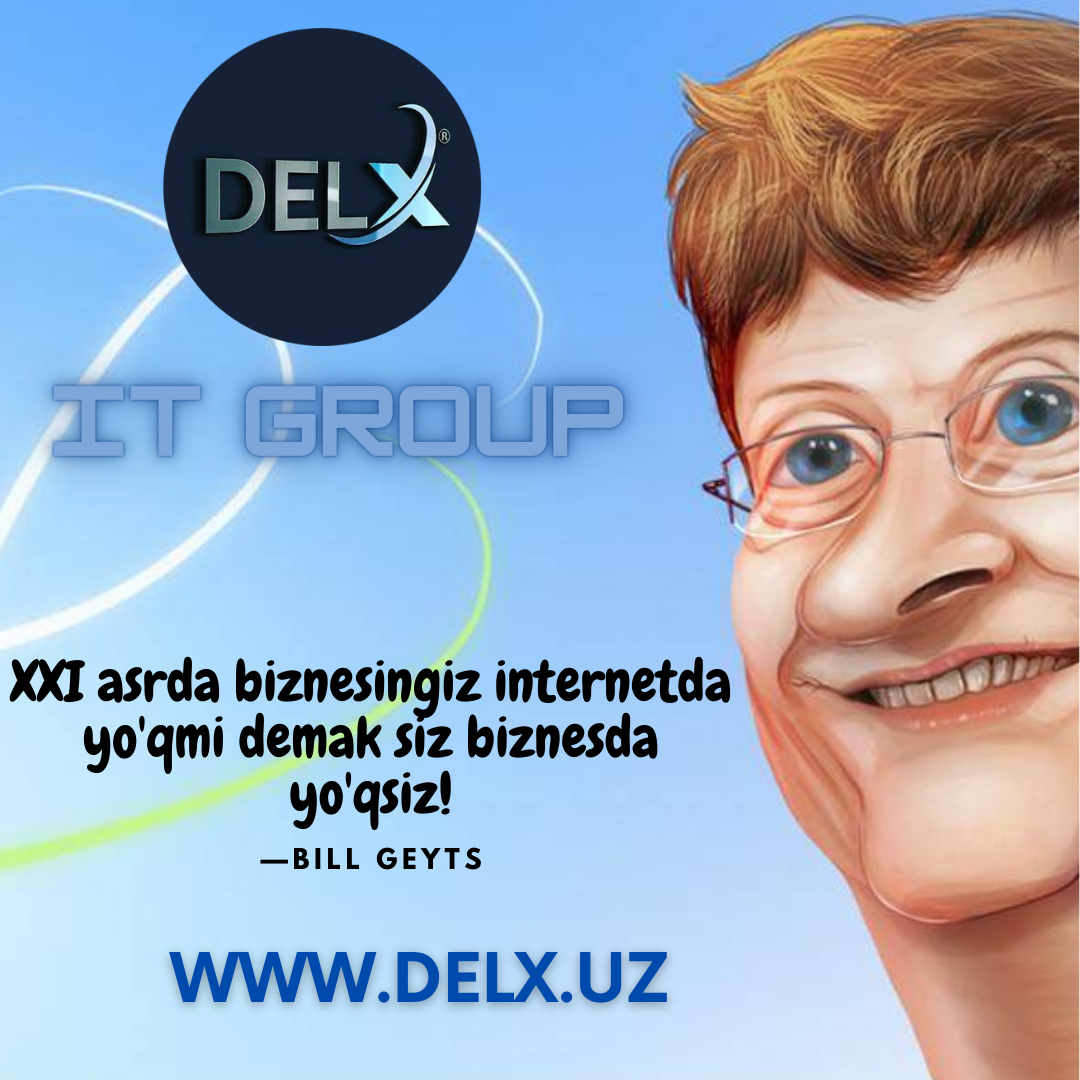 DELX®
IT GROUP
XXI asrda biznesingiz internetda
yo'qmi demak siz biznesda
yo'qsiz!
—BILL GEYTS
WWW.DELX.UZ